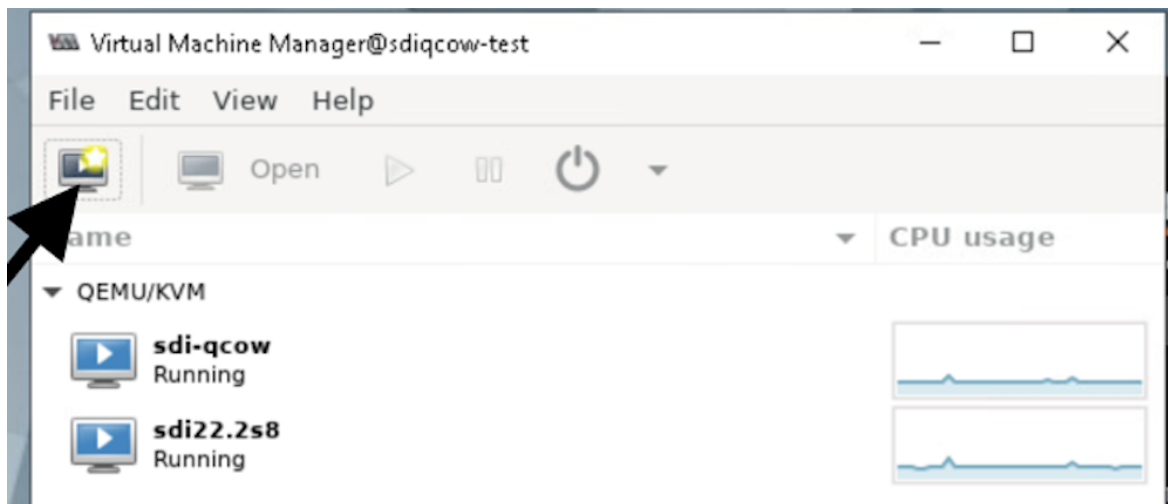 Virtual Machine Manager@sdiqcow-test
File Edit View Help
Open
ame CPU usage
QEMU/KVM
sdi-qcow
Running
sdi22.2s8
Running